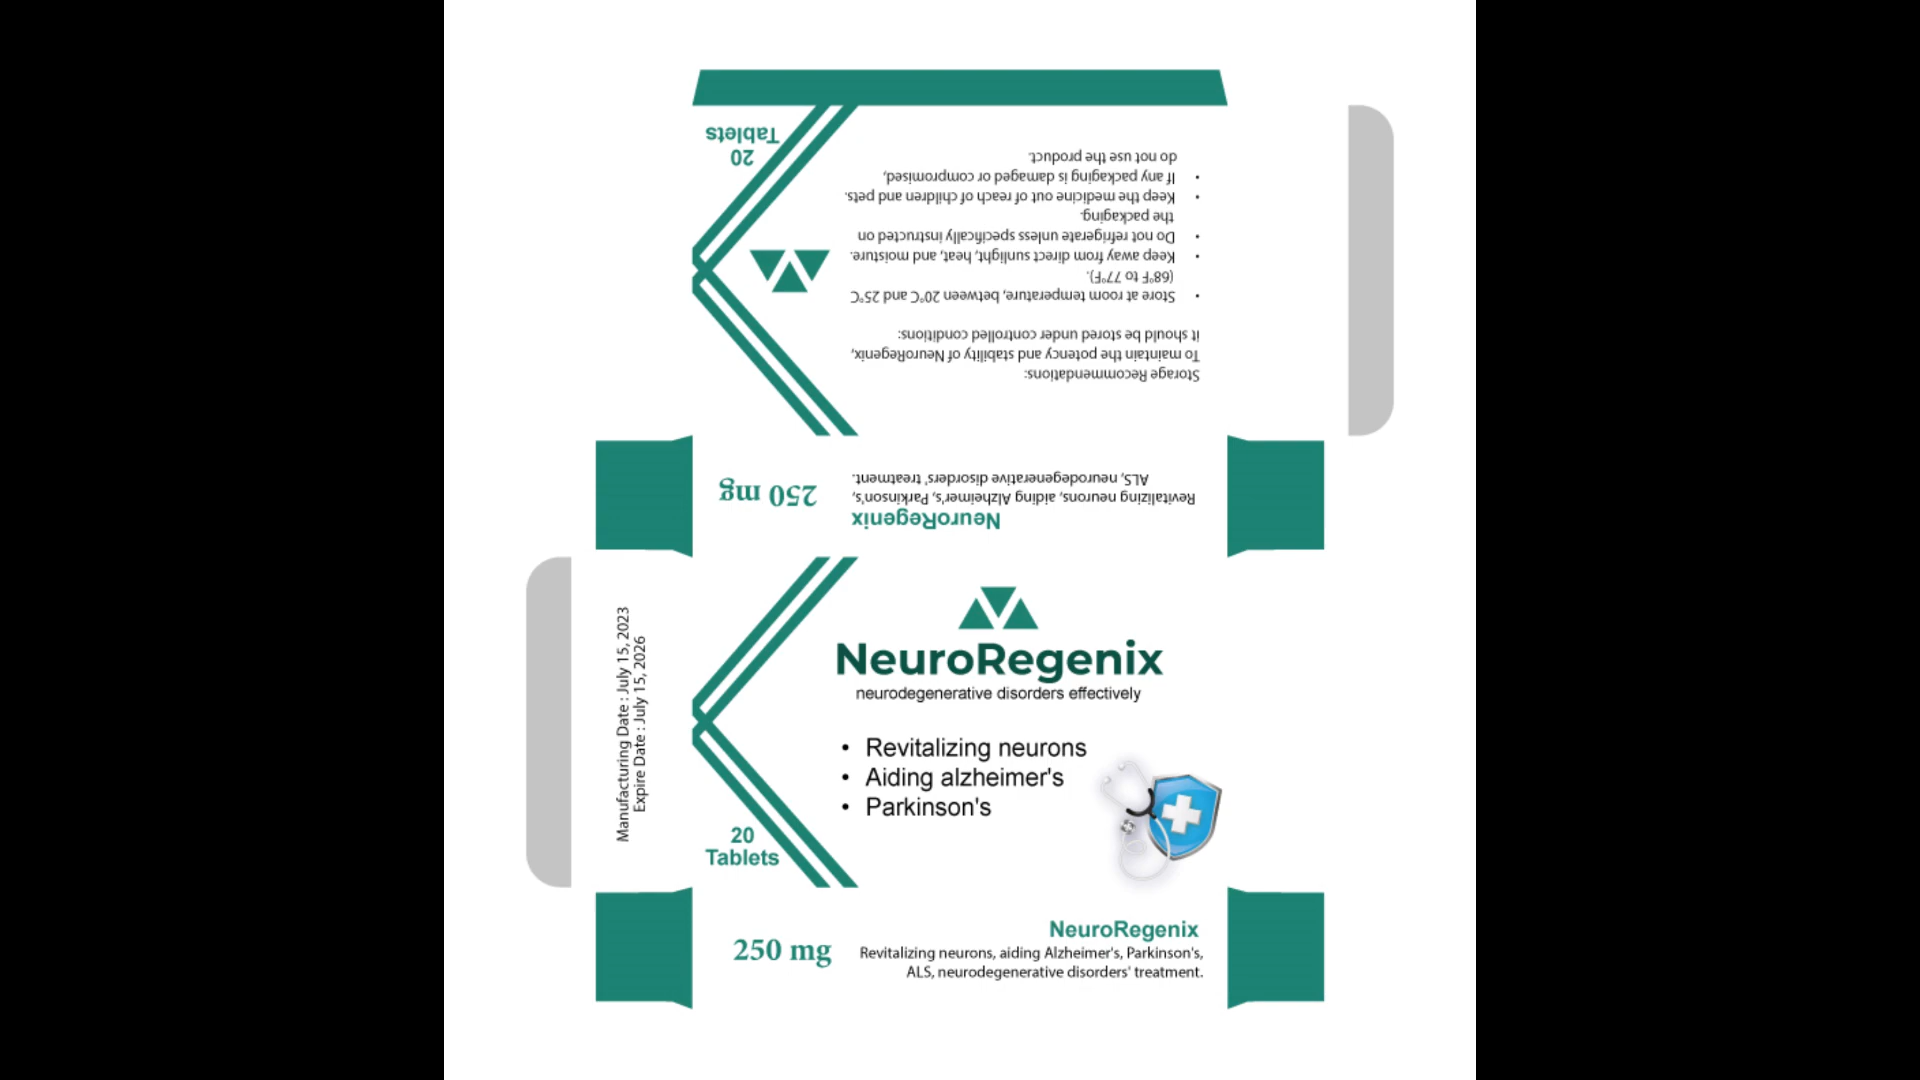 20
Tablets
Storage Recommendations:
To maintain the potency and stability of NeuroRegenix,
it should be stored under controlled conditions:
• Store at room temperature, between 20°C and 25°C
(68°F to 77°F).
• Keep away from direct sunlight, heat, and moisture.
• Do not refrigerate unless specifically instructed on
the packaging.
• Keep the medicine out of reach of children and pets.
• If any packaging is damaged or compromised,
do not use the product.
250 mg
NeuroRegenix
Revitalizing neurons, aiding Alzheimer's, Parkinson's,
ALS, neurodegenerative disorders' treatment.
Manufacturing Date : July 15, 2023
Expire Date : July 15, 2026
NeuroRegenix
neurodegenerative disorders effectively
• Revitalizing neurons
• Aiding alzheimer's
• Parkinson's
20
Tablets
250 mg
NeuroRegenix
Revitalizing neurons, aiding Alzheimer's, Parkinson's,
ALS, neurodegenerative disorders' treatment.